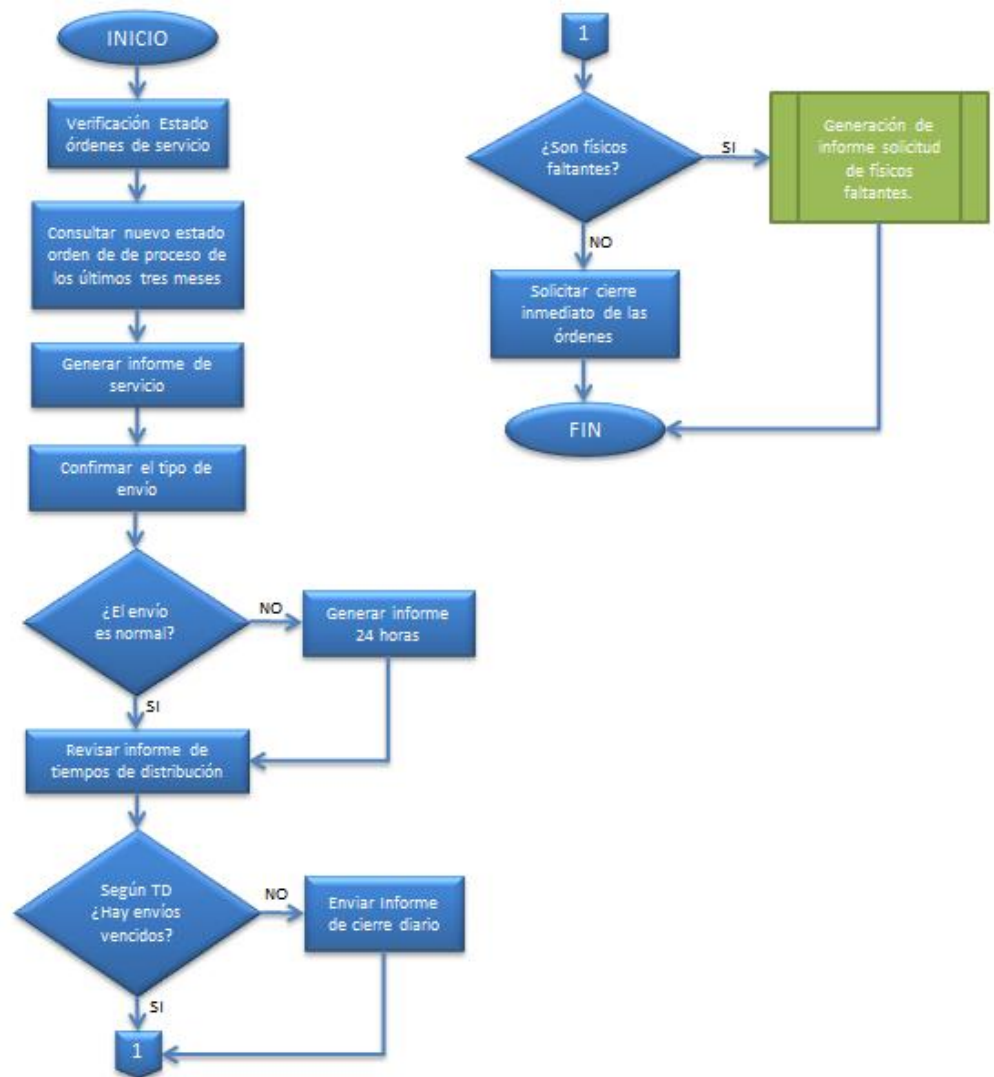 INICIO
Verificación Estado
órdenes de servicio
Consultar nuevo estado
orden de de proceso de
los últimos tres meses
Generar informe de
servicio
Confirmar el tipo de
envío
¿El envío
es normal?
NO
Generar informe
24 horas
SI
Revisar informe de
tiempos de distribución
Según TD
¿Hay envíos
vencidos?
NO
Enviar Informe
de cierre diario
SI
1
1
¿Son físicos
faltantes?
SI
Generación de
informe solicitud
de físicos
faltantes.
NO
Solicitar cierre
inmediato de las
órdenes
FIN